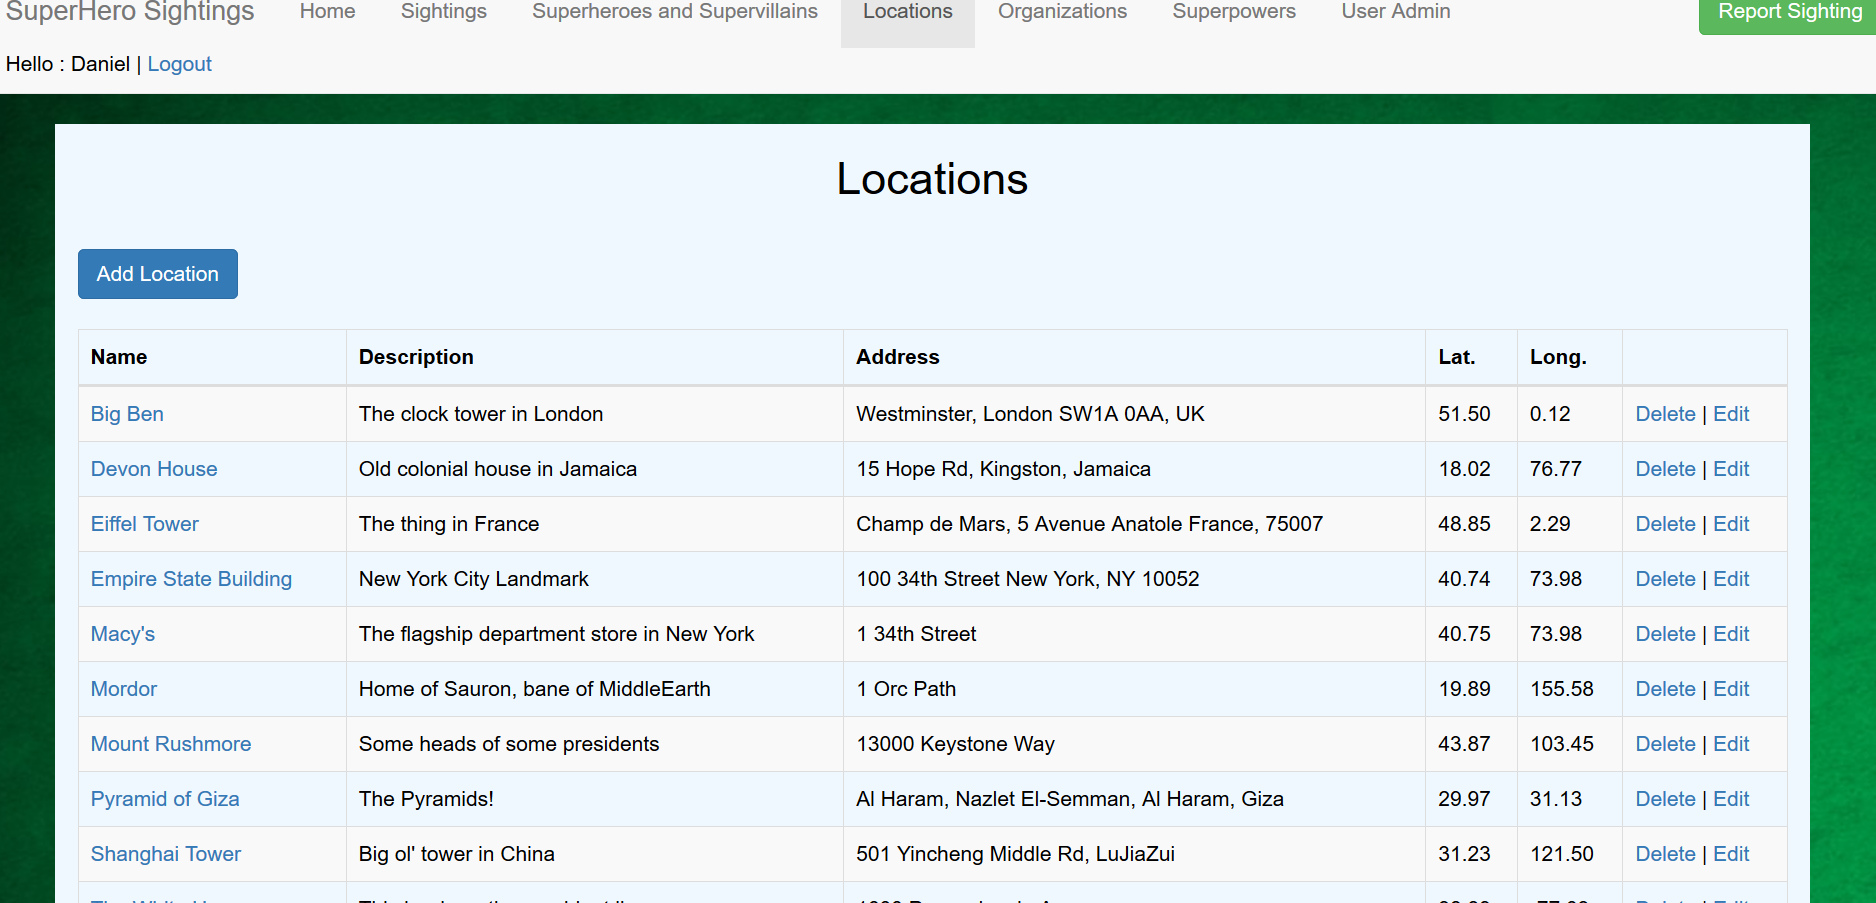 SuperHero Sightings Home Sightings Superheroes and Supervillains Locations Organizations Superpowers User Admin Report Sighting
Hello : Daniel | Logout
Locations
Add Location
Name Description Address Lat. Long.
Big Ben The clock tower in London Westminster, London SW1A 0AA, UK 51.50 0.12 Delete | Edit
Devon House Old colonial house in Jamaica 15 Hope Rd, Kingston, Jamaica 18.02 76.77 Delete | Edit
Eiffel Tower The thing in France Champ de Mars, 5 Avenue Anatole France, 75007 48.85 2.29 Delete | Edit
Empire State Building New York City Landmark 100 34th Street New York, NY 10052 40.74 73.98 Delete | Edit
Macy's The flagship department store in New York 1 34th Street 40.75 73.98 Delete | Edit
Mordor Home of Sauron, bane of MiddleEarth 1 Orc Path 19.89 155.58 Delete | Edit
Mount Rushmore Some heads of some presidents 13000 Keystone Way 43.87 103.45 Delete | Edit
Pyramid of Giza The Pyramids! Al Haram, Nazlet El-Semman, Al Haram, Giza 29.97 31.13 Delete | Edit
Shanghai Tower Big ol' tower in China 501 Yincheng Middle Rd, LuJiaZui 31.23 121.50 Delete | Edit